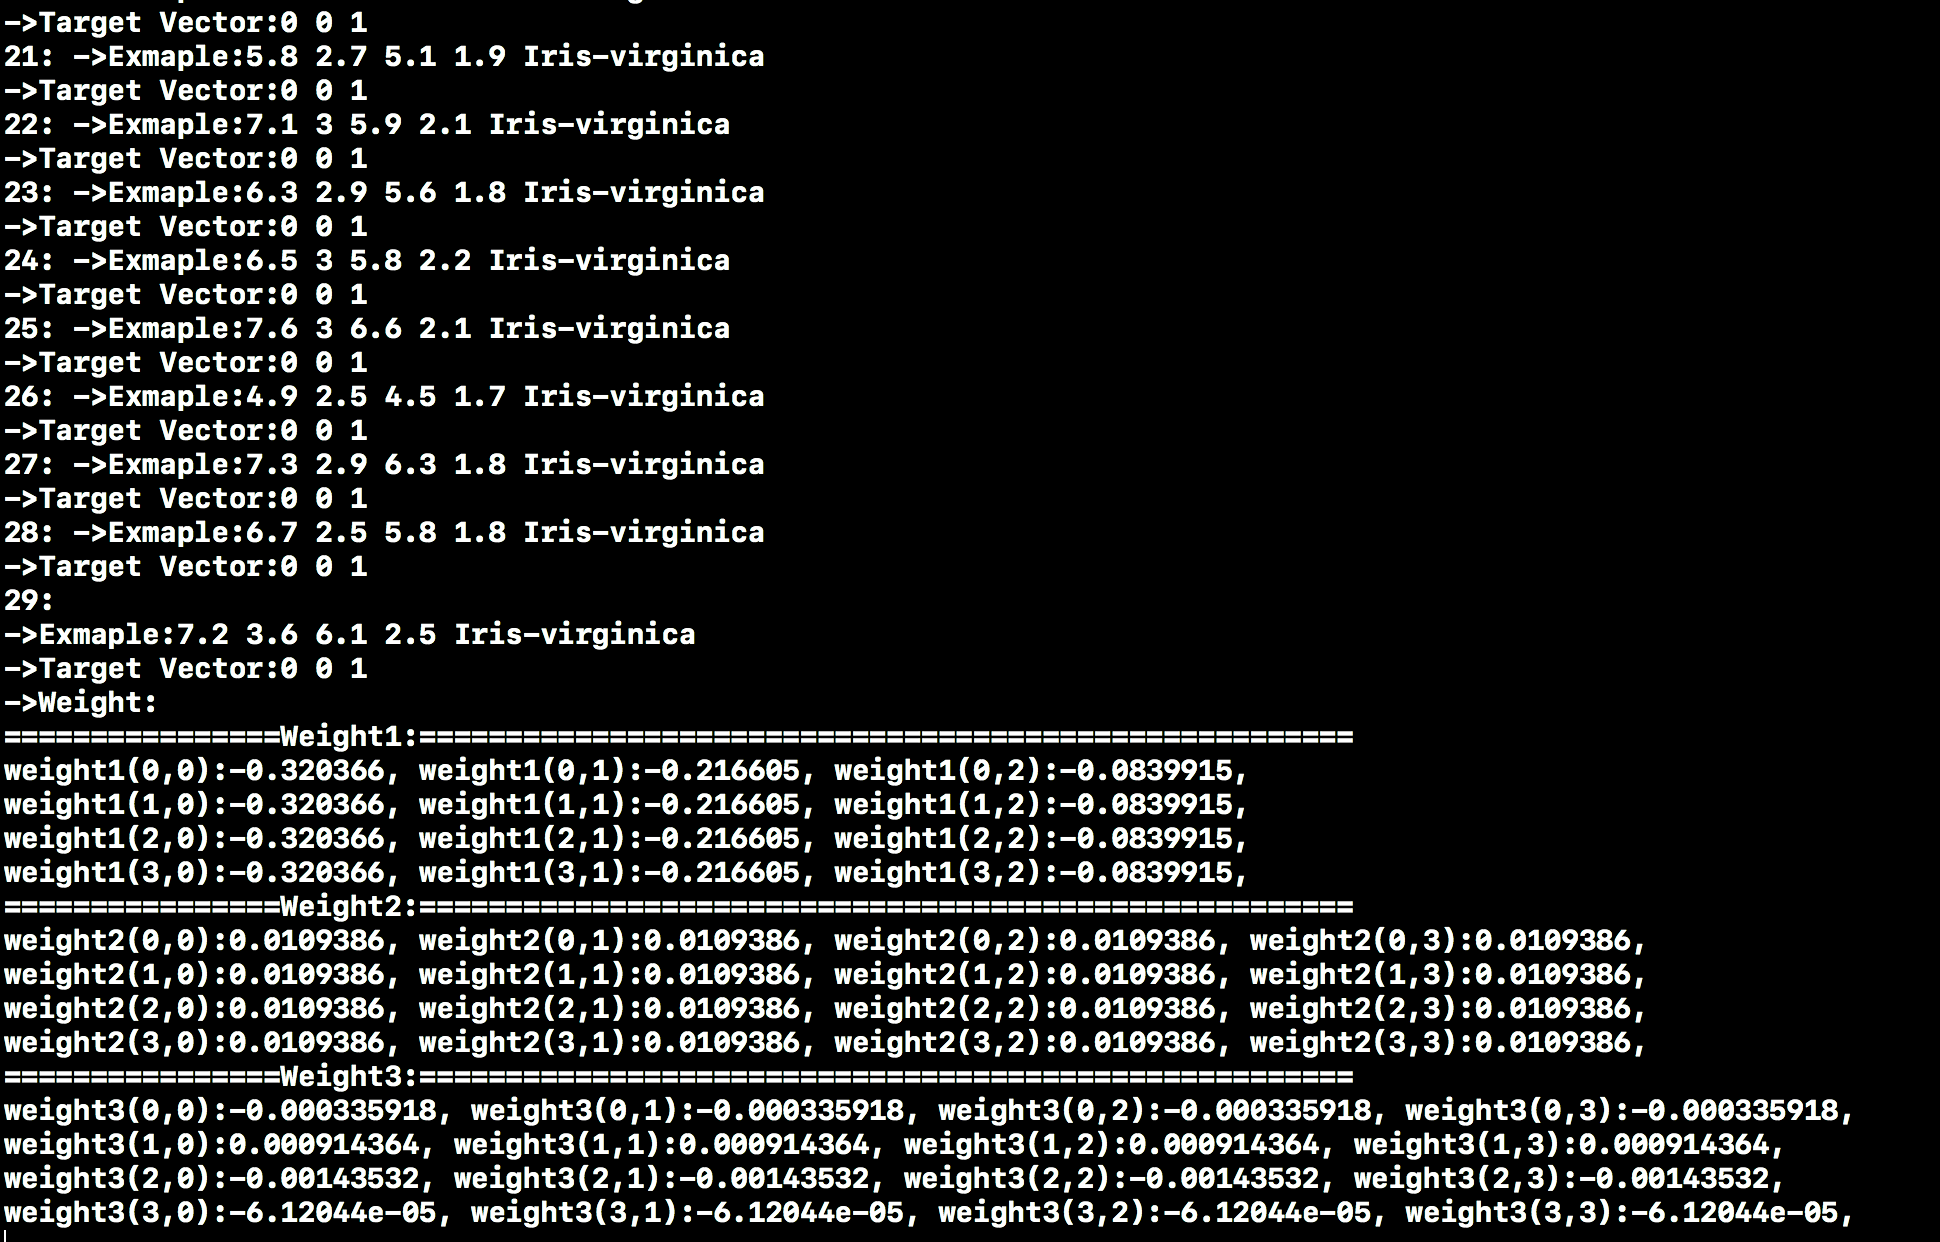 ->Target Vector:0 0 1
21: ->Exmaple:5.8 2.7 5.1 1.9 Iris-virginica
->Target Vector:0 0 1
22: ->Exmaple:7.1 3 5.9 2.1 Iris-virginica
->Target Vector:0 0 1
23: ->Exmaple:6.3 2.9 5.6 1.8 Iris-virginica
->Target Vector:0 0 1
24: ->Exmaple:6.5 3 5.8 2.2 Iris-virginica
->Target Vector:0 0 1
25: ->Exmaple:7.6 3 6.6 2.1 Iris-virginica
->Target Vector:0 0 1
26: ->Exmaple:4.9 2.5 4.5 1.7 Iris-virginica
->Target Vector:0 0 1
27: ->Exmaple:7.3 2.9 6.3 1.8 Iris-virginica
->Target Vector:0 0 1
28: ->Exmaple:6.7 2.5 5.8 1.8 Iris-virginica
->Target Vector:0 0 1
29:
->Exmaple:7.2 3.6 6.1 2.5 Iris-virginica
->Target Vector:0 0 1
->Weight:
================Weight1:======================================================
weight1(0,0):-0.320366, weight1(0,1):-0.216605, weight1(0,2):-0.0839915,
weight1(1,0):-0.320366, weight1(1,1):-0.216605, weight1(1,2):-0.0839915,
weight1(2,0):-0.320366, weight1(2,1):-0.216605, weight1(2,2):-0.0839915,
weight1(3,0):-0.320366, weight1(3,1):-0.216605, weight1(3,2):-0.0839915,
================Weight2:======================================================
weight2(0,0):0.0109386, weight2(0,1):0.0109386, weight2(0,2):0.0109386, weight2(0,3):0.0109386,
weight2(1,0):0.0109386, weight2(1,1):0.0109386, weight2(1,2):0.0109386, weight2(1,3):0.0109386,
weight2(2,0):0.0109386, weight2(2,1):0.0109386, weight2(2,2):0.0109386, weight2(2,3):0.0109386,
weight2(3,0):0.0109386, weight2(3,1):0.0109386, weight2(3,2):0.0109386, weight2(3,3):0.0109386,
================Weight3:======================================================
weight3(0,0):-0.000335918, weight3(0,1):-0.000335918, weight3(0,2):-0.000335918, weight3(0,3):-0.000335918,
weight3(1,0):0.000914364, weight3(1,1):0.000914364, weight3(1,2):0.000914364, weight3(1,3):0.000914364,
weight3(2,0):-0.00143532, weight3(2,1):-0.00143532, weight3(2,2):-0.00143532, weight3(2,3):-0.00143532,
weight3(3,0):-6.12044e-05, weight3(3,1):-6.12044e-05, weight3(3,2):-6.12044e-05, weight3(3,3):-6.12044e-05,